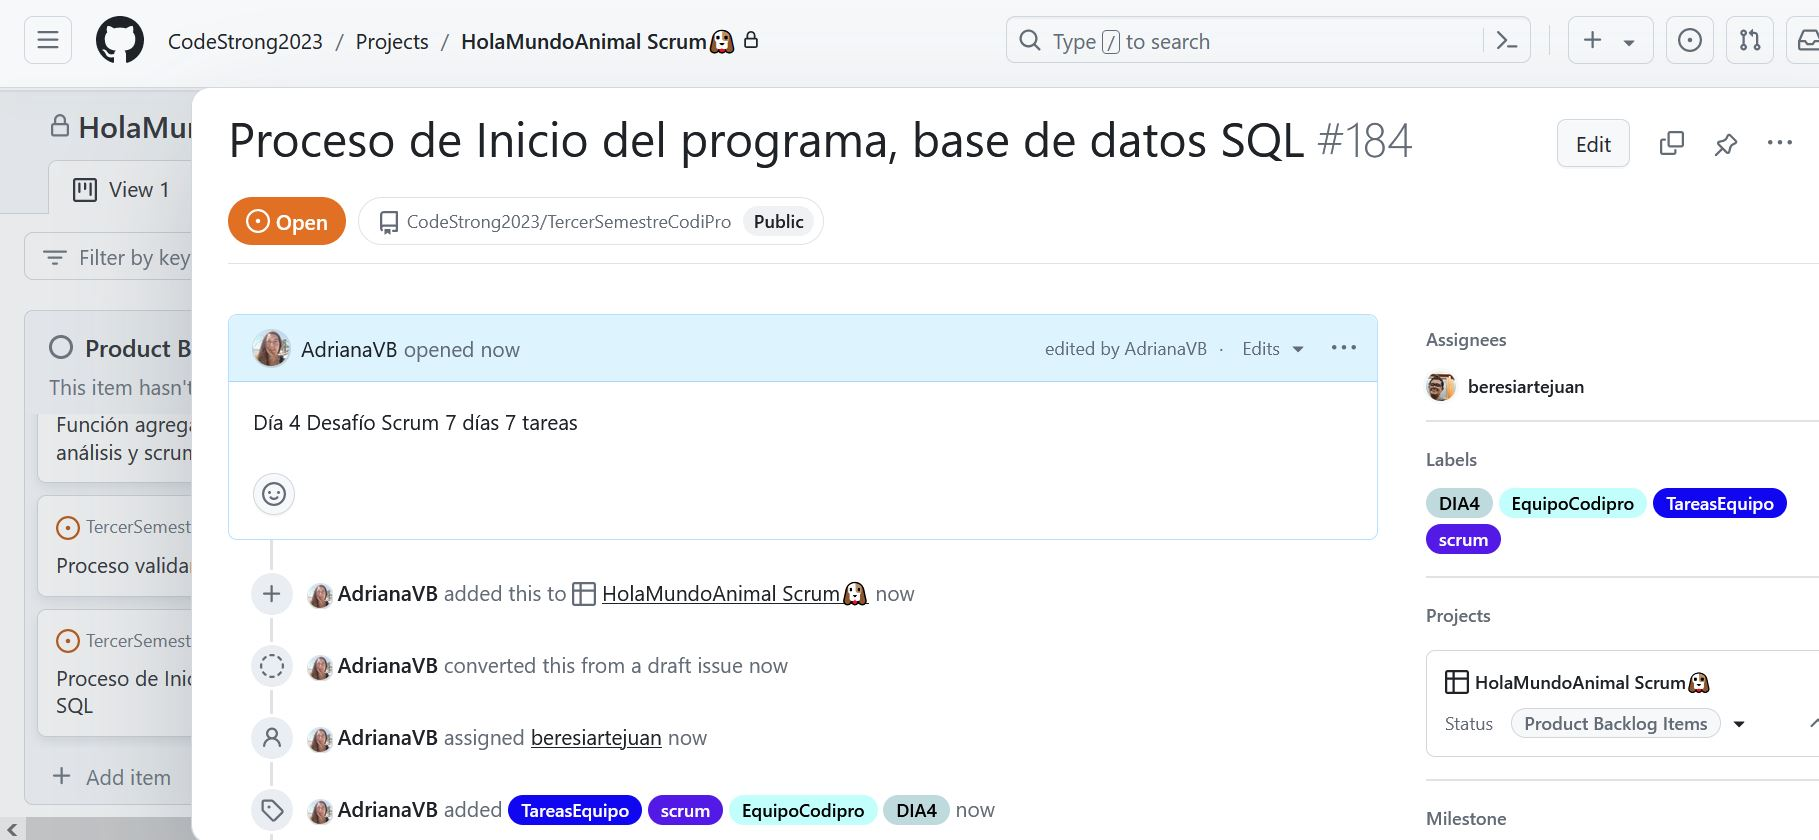 CodeStrong2023 / Projects / HolaMundoAnimal Scrum
Type / to search
HolaMu
View 1
Filter by key
Product B
This item hasn't
Función agrega
análisis y scrum
TercerSemest
Proceso valida
TercerSemest
Proceso de Inic
SQL
Add item
Proceso de Inicio del programa, base de datos SQL #184
Edit
Open
CodeStrong2023/TercerSemestreCodiPro Public
AdrianaVB opened now
edited by AdrianaVB · Edits
Día 4 Desafío Scrum 7 días 7 tareas
AdrianaVB added this to HolaMundoAnimal Scrum now
AdrianaVB converted this from a draft issue now
AdrianaVB assigned beresiartejuan now
AdrianaVB added TareasEquipo scrum EquipoCodipro DIA4 now
Assignees
beresiartejuan
Labels
DIA4 EquipoCodipro TareasEquipo
scrum
Projects
HolaMundoAnimal Scrum
Status Product Backlog Items
Milestone